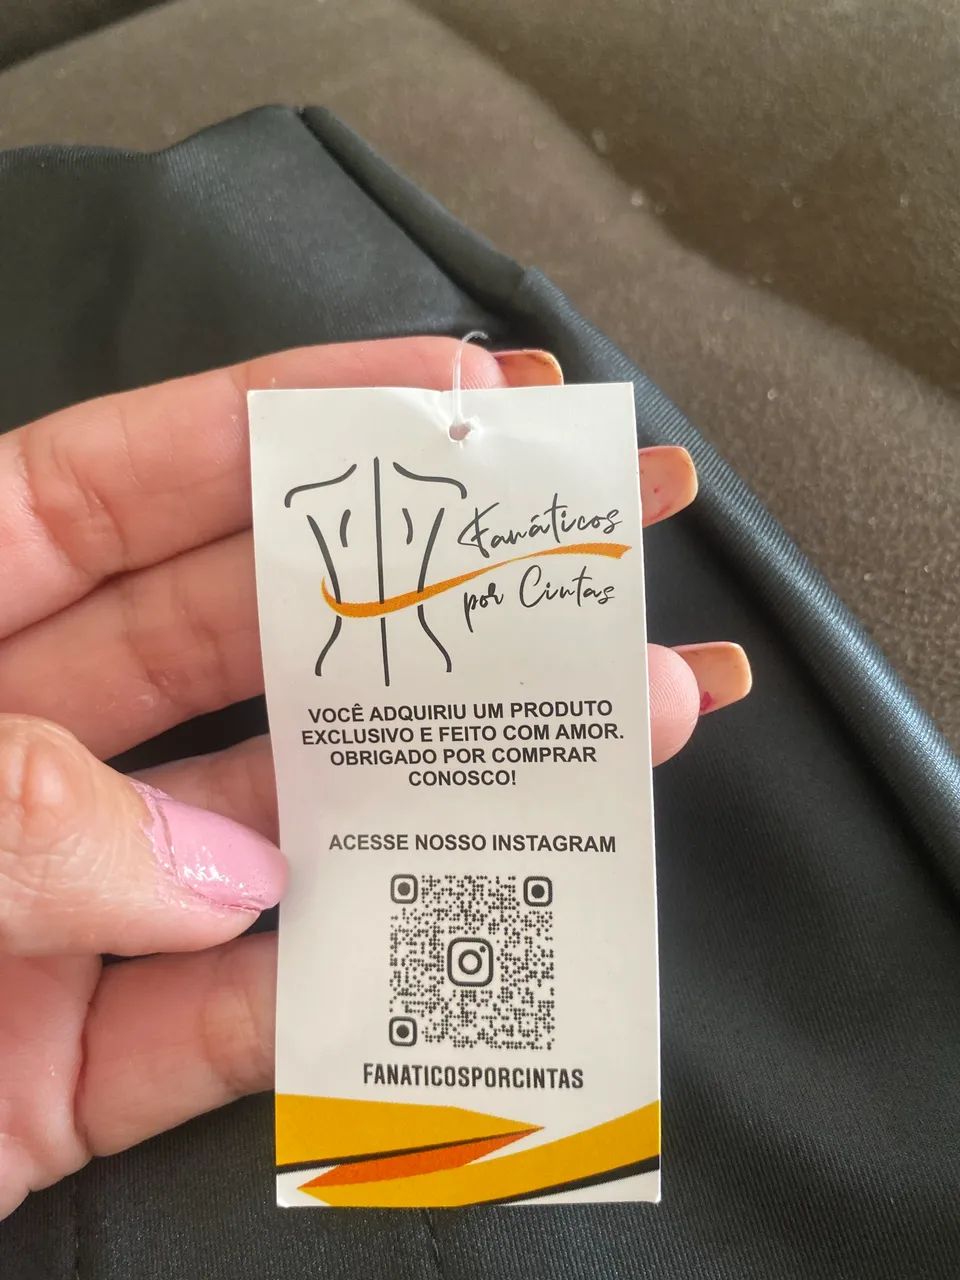 Fanáticos
por Cintas
VOCÊ ADQUIRIU UM PRODUTO
EXCLUSIVO E FEITO COM AMOR.
OBRIGADO POR COMPRAR
CONOSCO!
ACESSE NOSSO INSTAGRAM
FANATICOSPORCINTAS